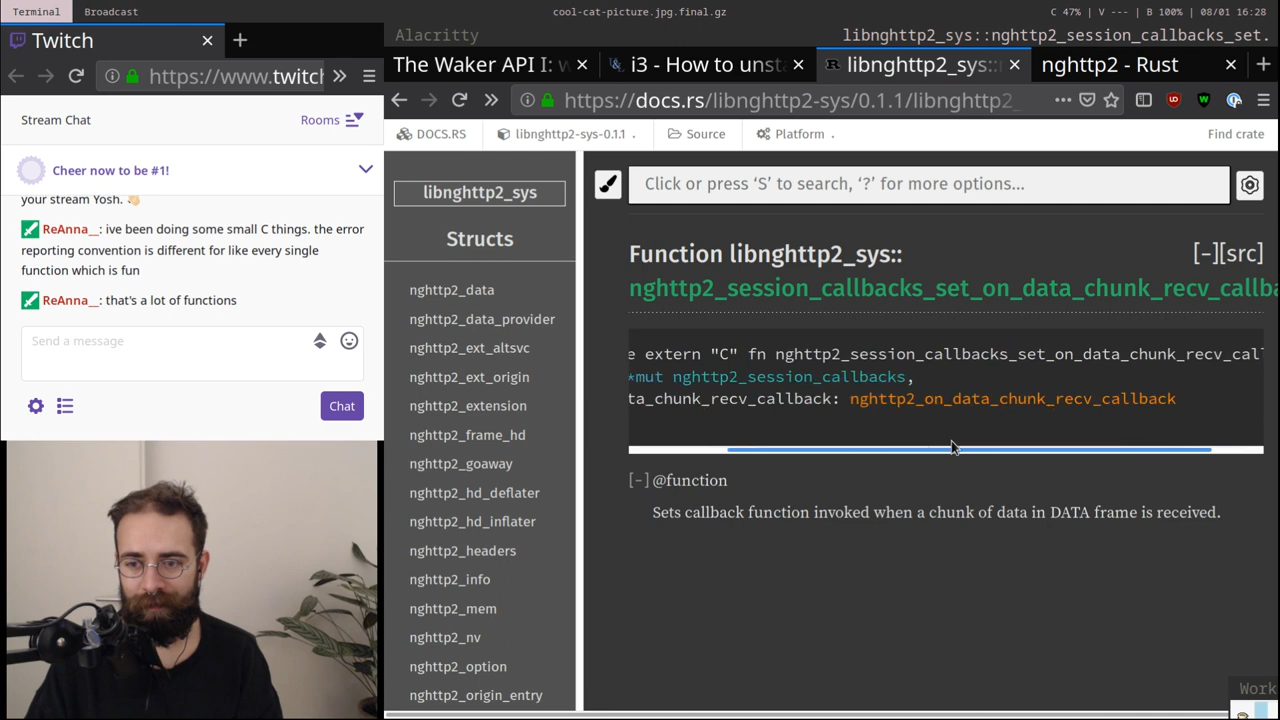 Terminal
Broadcast
cool-cat-picture.jpg.final.gz
C 47% | V --- | B 100% | 08/01 16:28
Twitch
https://www.twitch
Stream Chat
Rooms
Cheer now to be #1!
your stream Yosh.
ReAnna__: ive been doing some small C things. the error
reporting convention is different for like every single
function which is fun
ReAnna__: that's a lot of functions
Send a message
Chat
Alacritty
libnghttp2_sys::nghttp2_session_callbacks_set.
The Waker API I: w
i3 - How to unsta
libnghttp2_sys::
nghttp2 - Rust
https://docs.rs/libnghttp2-sys/0.1.1/libnghttp2_
DOCS.RS
libnghttp2-sys-0.1.1
Source
Platform
Find crate
libnghttp2_sys
Structs
nghttp2_data
nghttp2_data_provider
nghttp2_ext_altsvc
nghttp2_ext_origin
nghttp2_extension
nghttp2_frame_hd
nghttp2_goaway
nghttp2_hd_deflater
nghttp2_hd_inflater
nghttp2_headers
nghttp2_info
nghttp2_mem
nghttp2_nv
nghttp2_option
nghttp2_origin_entry
Click or press ‘S’ to search, ‘?’ for more options…
Function libnghttp2_sys::
[-][src]
nghttp2_session_callbacks_set_on_data_chunk_recv_callba
e extern "C" fn nghttp2_session_callbacks_set_on_data_chunk_recv_call
*mut nghttp2_session_callbacks,
ta_chunk_recv_callback: nghttp2_on_data_chunk_recv_callback
[-]@function
Sets callback function invoked when a chunk of data in DATA frame is received.
Work